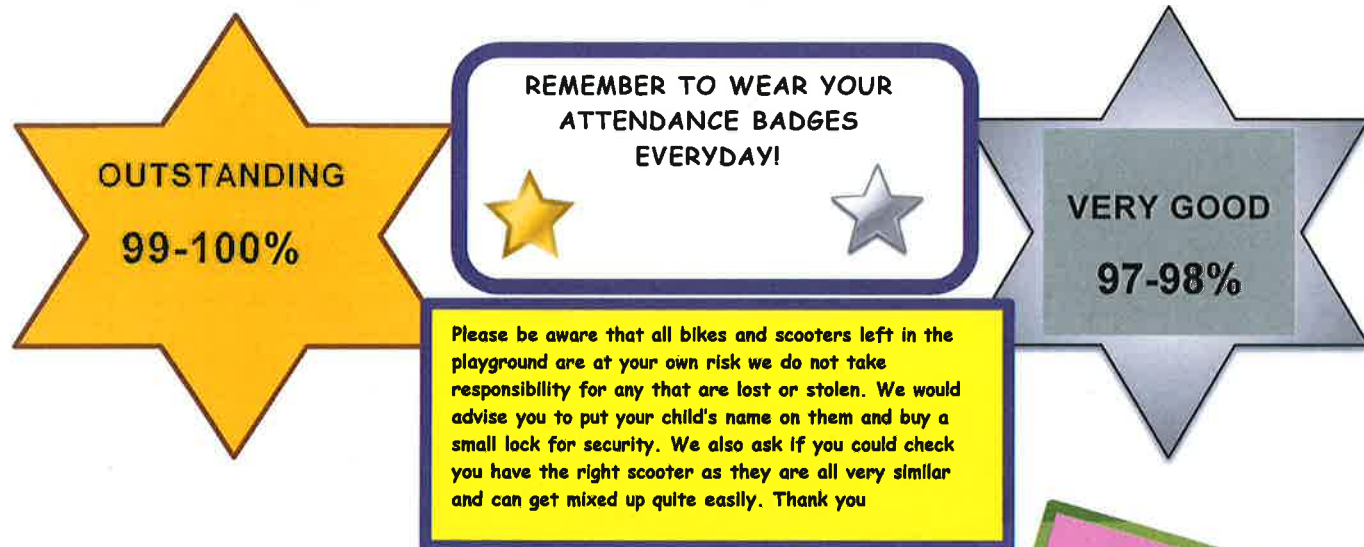 OUTSTANDING
99-100%
REMEMBER TO WEAR YOUR
ATTENDANCE BADGES
EVERYDAY!
VERY GOOD
97-98%
Please be aware that all bikes and scooters left in the
playground are at your own risk we do not take
responsibility for any that are lost or stolen. We would
advise you to put your child's name on them and buy a
small lock for security. We also ask if you could check
you have the right scooter as they are all very similar
and can get mixed up quite easily. Thank you